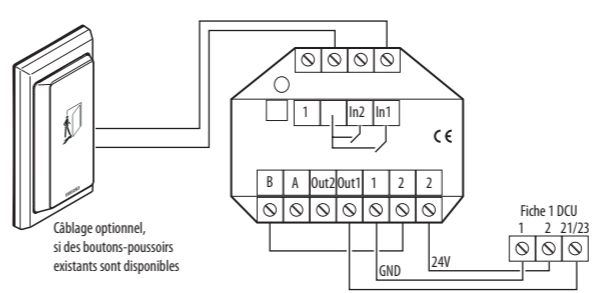 1 In2 In1
CE
B A Out2 Out1 1 2 2
Câblage optionnel,
si des boutons-poussoirs
existants sont disponibles
GND
24V
Fiche 1 DCU
1 2 21/23